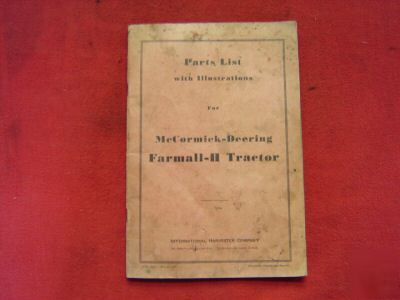 Parts List
with Illustrations
For
McCormick-Deering
Farmall-H Tractor
INTERNATIONAL HARVESTER COMPANY